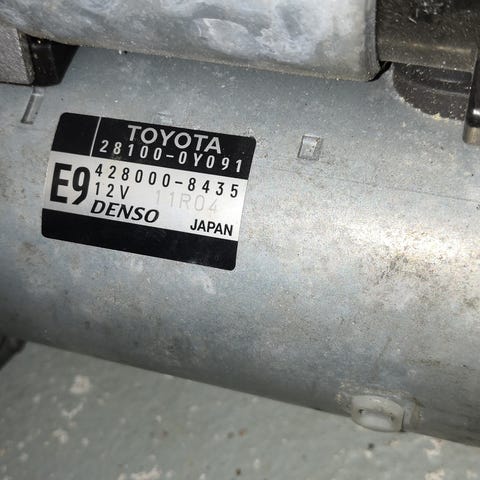 TOYOTA
28100-0Y091
E9
428000-8435
12V 11R04
DENSO
JAPAN